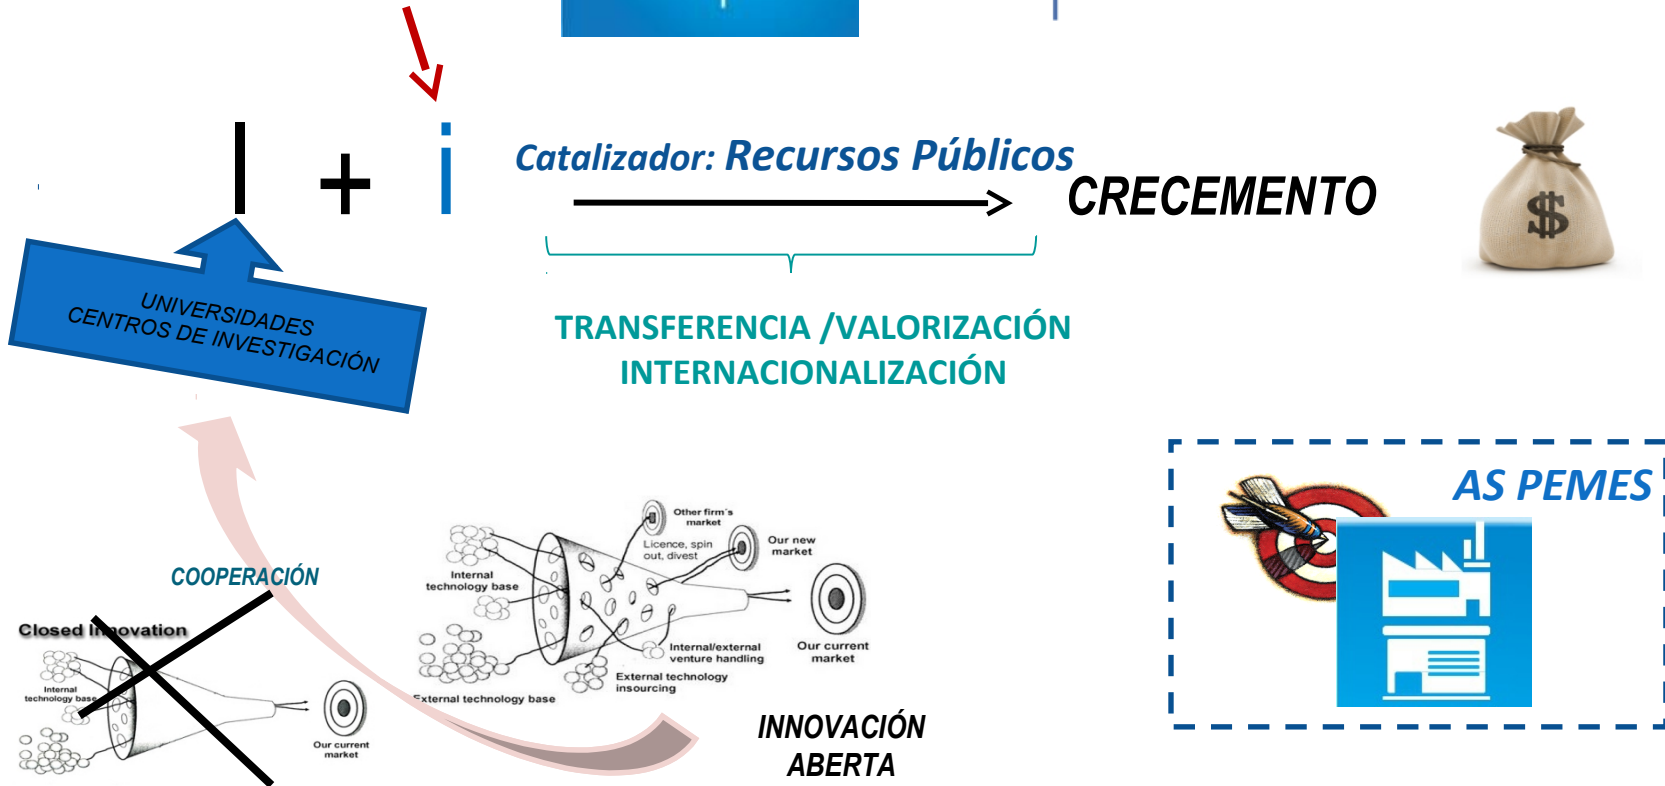 I + i
Catalizador: Recursos Públicos
CRECEMENTO
$
UNIVERSIDADES
CENTROS DE INVESTIGACIÓN
TRANSFERENCIA /VALORIZACIÓN
INTERNACIONALIZACIÓN
AS PEMES
COOPERACIÓN
Closed Innovation
Internal
technology base
Our current
market
Other firm´s
market
Licence, spin
out, divest
Our new
market
Internal
technology base
Internal/external
venture handling
Our current
market
External technology
insourcing
External technology base
INNOVACIÓN
ABERTA